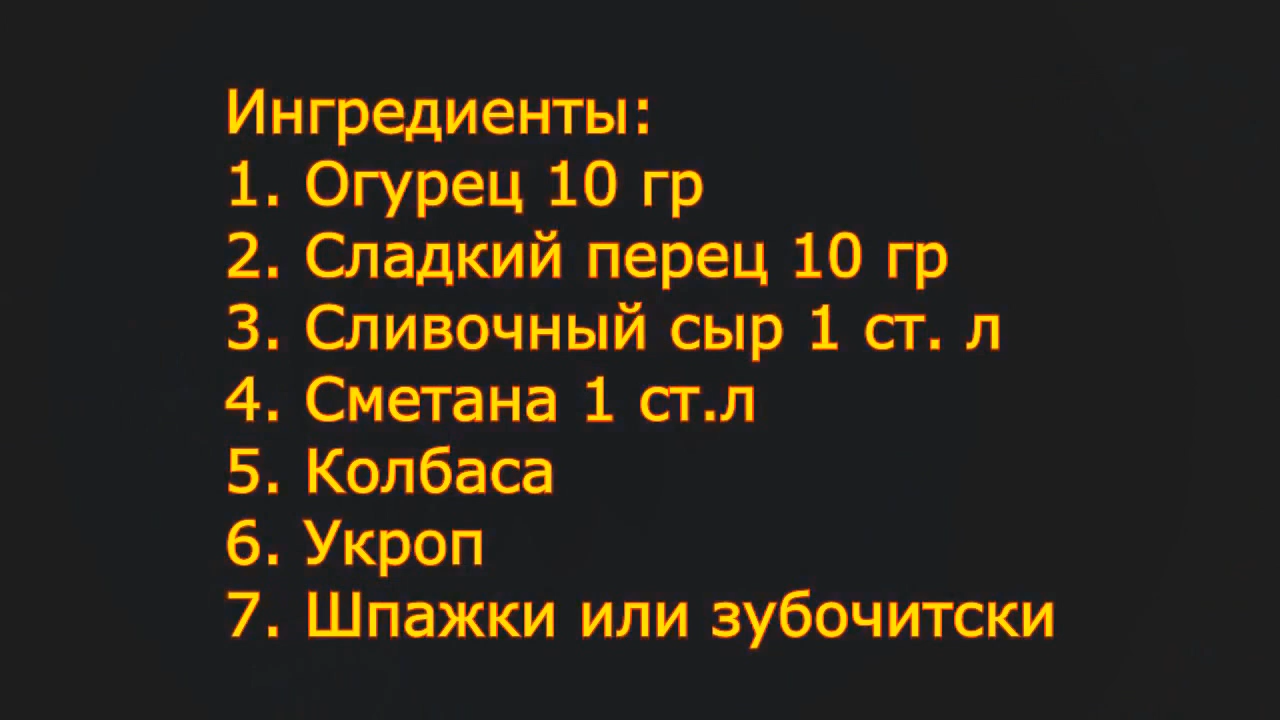 Ингредиенты:
1. Огурец 10 гр
2. Сладкий перец 10 гр
3. Сливочный сыр 1 ст. л
4. Сметана 1 ст.л
5. Колбаса
6. Укроп
7. Шпажки или зубочитски